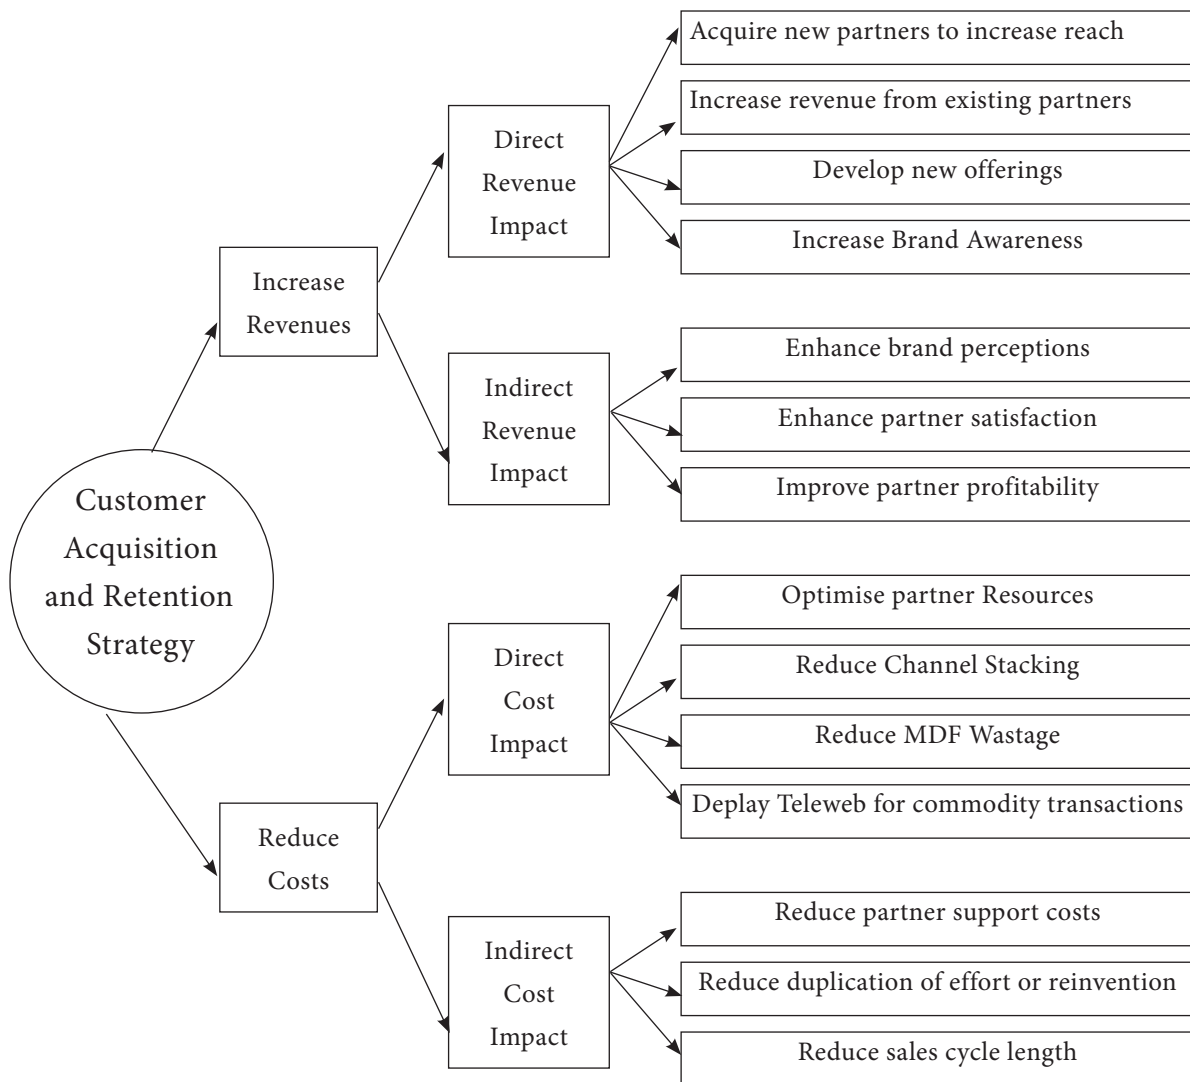 Customer
Acquisition
and Retention
Strategy
Increase
Revenues
Direct
Revenue
Impact
Acquire new partners to increase reach
Increase revenue from existing partners
Develop new offerings
Increase Brand Awareness
Indirect
Revenue
Impact
Enhance brand perceptions
Enhance partner satisfaction
Improve partner profitability
Reduce
Costs
Direct
Cost
Impact
Optimise partner Resources
Reduce Channel Stacking
Reduce MDF Wastage
Deplay Teleweb for commodity transactions
Indirect
Cost
Impact
Reduce partner support costs
Reduce duplication of effort or reinvention
Reduce sales cycle length